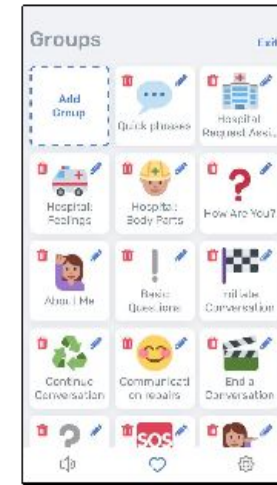 Groups
Exit
Add
Group
Quick phrases
Hospital
Request Assi...
Hospital:
Feelings
Hospital:
Body Parts
How Are You?
About Me
Basic
Questions
Initiate
Conversation
Continue
Conversation
Communicati
on repairs
End a
Conversation
SOS